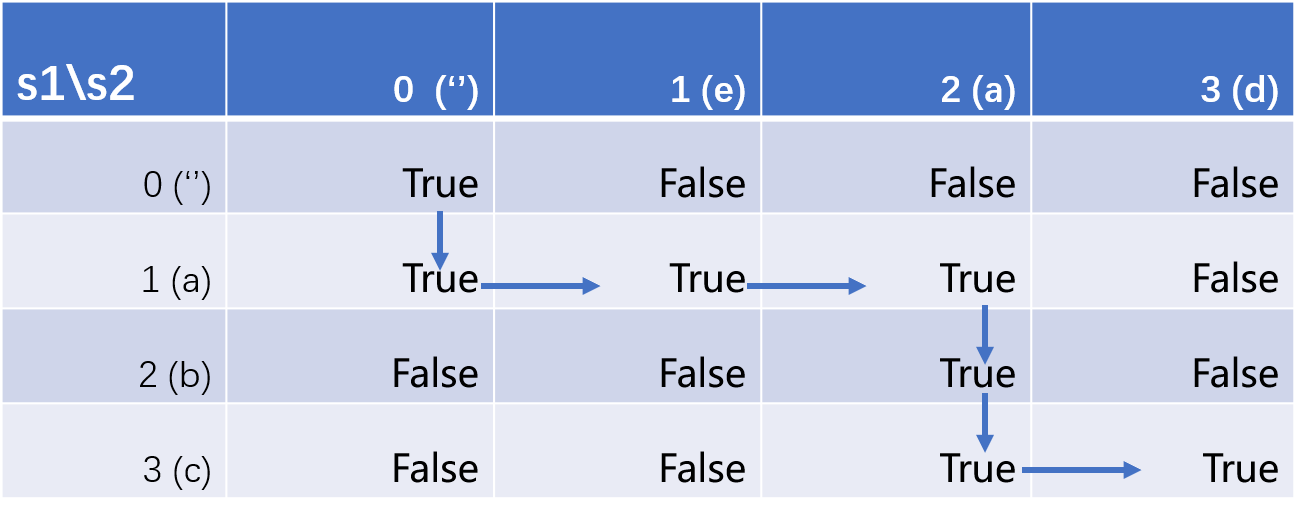 s1\s2 0 (‘’) 1 (e) 2 (a) 3 (d)
0 (‘’) True False False False
1 (a) True True True False
2 (b) False False True False
3 (c) False False True True